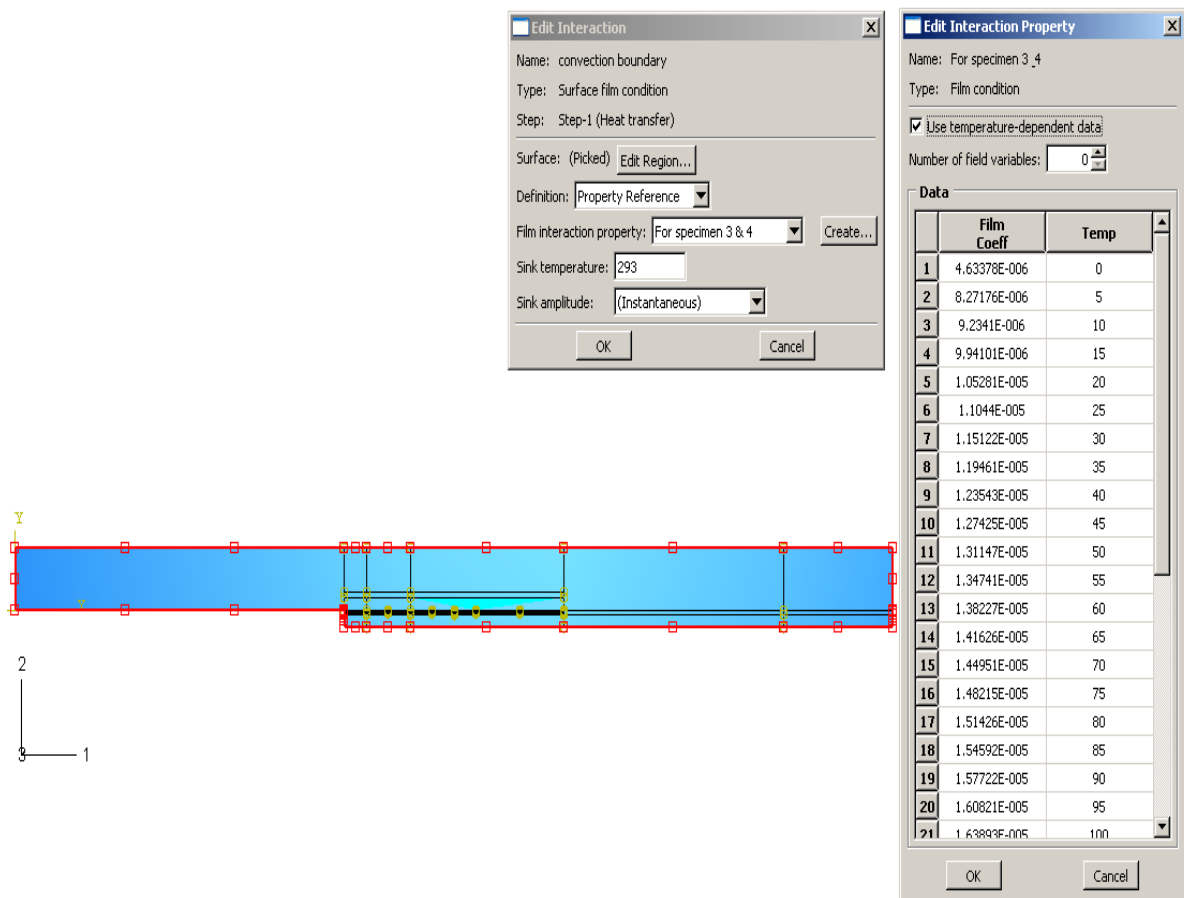 Edit Interaction
Name: convection boundary
Type: Surface film condition
Step: Step-1 (Heat transfer)
Surface: (Picked) Edit Region...
Definition: Property Reference
Film interaction property: For specimen 3 & 4 Create...
Sink temperature: 293
Sink amplitude: (Instantaneous)
OK Cancel
Edit Interaction Property
Name: For specimen 3_4
Type: Film condition
Use temperature-dependent data
Number of field variables: 0
Data
Film
Coeff Temp
1 4.63378E-006 0
2 8.27176E-006 5
3 9.2341E-006 10
4 9.94101E-006 15
5 1.05281E-005 20
6 1.1044E-005 25
7 1.15122E-005 30
8 1.19461E-005 35
9 1.23543E-005 40
10 1.27425E-005 45
11 1.31147E-005 50
12 1.34741E-005 55
13 1.38227E-005 60
14 1.41626E-005 65
15 1.44951E-005 70
16 1.48215E-005 75
17 1.51426E-005 80
18 1.54592E-005 85
19 1.57722E-005 90
20 1.60821E-005 95
21 1.63893E-005 100
OK Cancel
Y
2
3 1